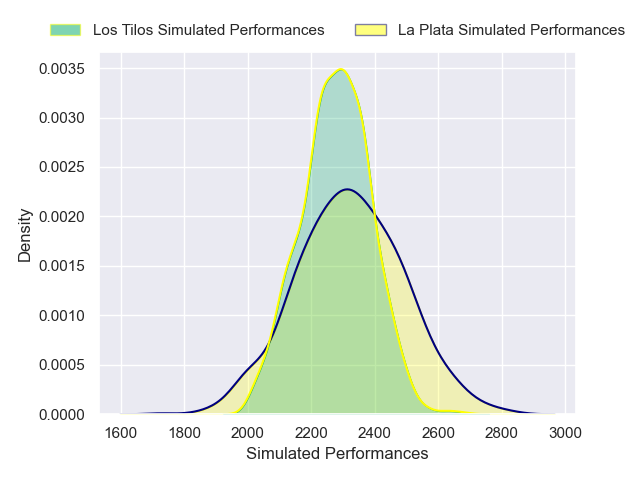 Los Tilos Simulated Performances
La Plata Simulated Performances
0.0035
0.0030
0.0025
0.0020
0.0015
0.0010
0.0005
0.0000
Density
1600 1800 2000 2200 2400 2600 2800 3000
Simulated Performances